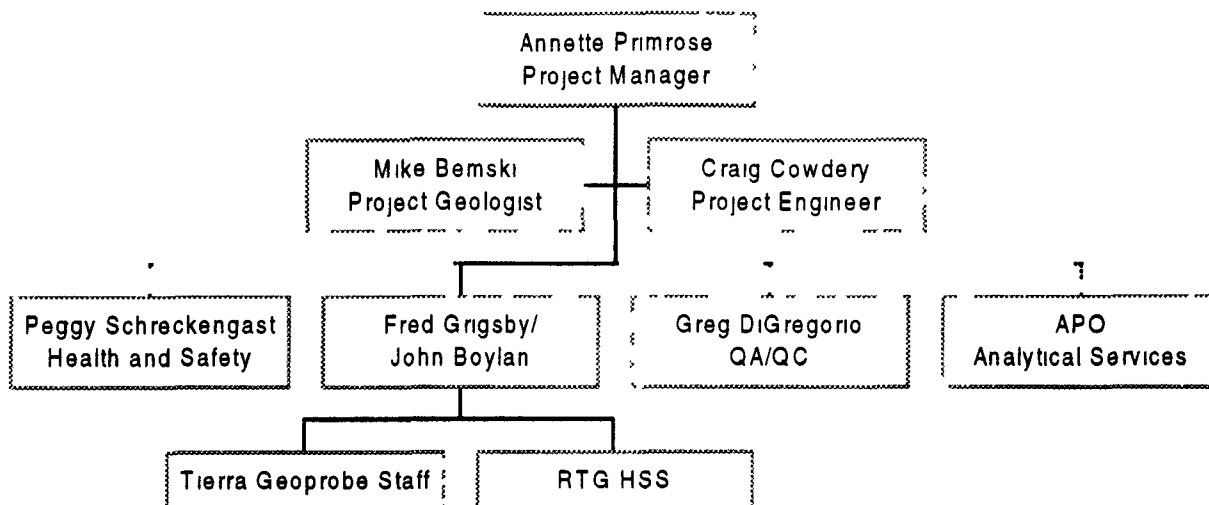 Annette Primrose
Project Manager
Mike Bemski
Project Geologist
Craig Cowdery
Project Engineer
Peggy Schreckengast
Health and Safety
Fred Grigsby/
John Boylan
Greg DiGregorio
QA/QC
APO
Analytical Services
Tierra Geoprobe Staff
RTG HSS